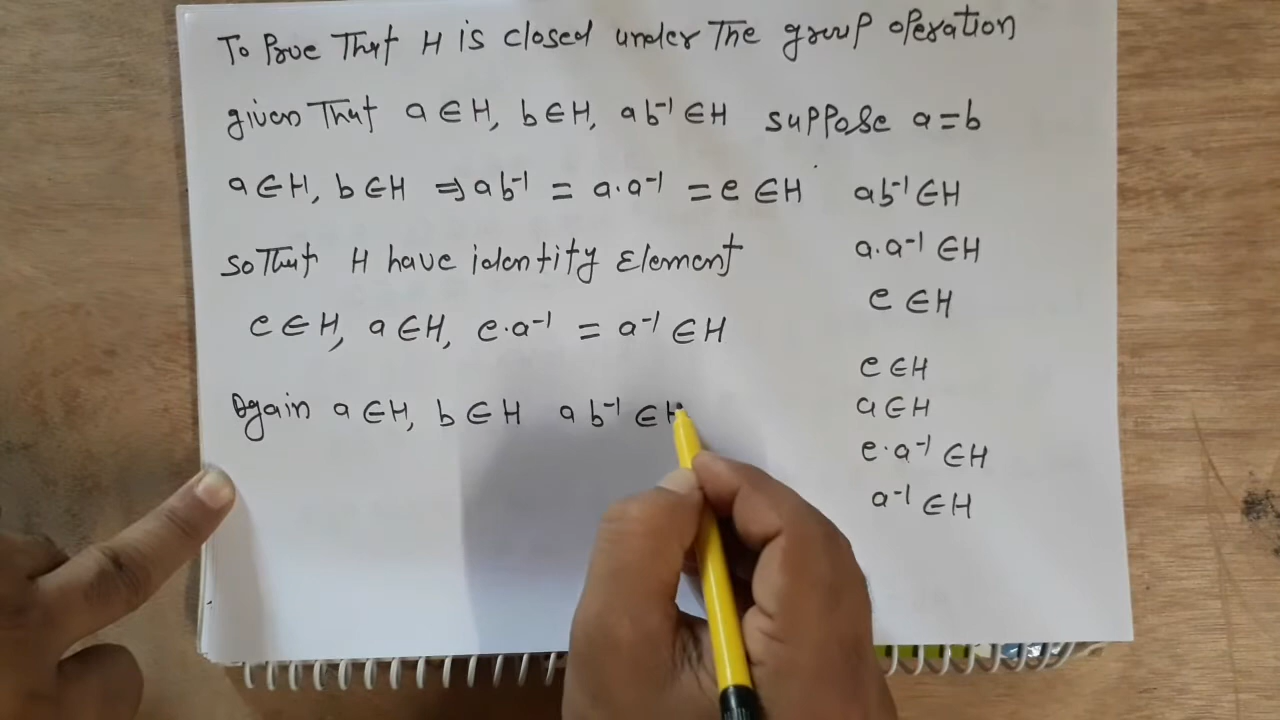 To Prove That H is closed under The group operation
given That a ∈ H, b ∈ H, ab⁻¹ ∈ H suppose a = b
a ∈ H, b ∈ H ⇒ ab⁻¹ = a.a⁻¹ = e ∈ H
ab⁻¹ ∈ H
a.a⁻¹ ∈ H
e ∈ H
so That H have identity Element
e ∈ H, a ∈ H, e.a⁻¹ = a⁻¹ ∈ H
e ∈ H
a ∈ H
e.a⁻¹ ∈ H
a⁻¹ ∈ H
Again a ∈ H, b ∈ H ab⁻¹ ∈ H